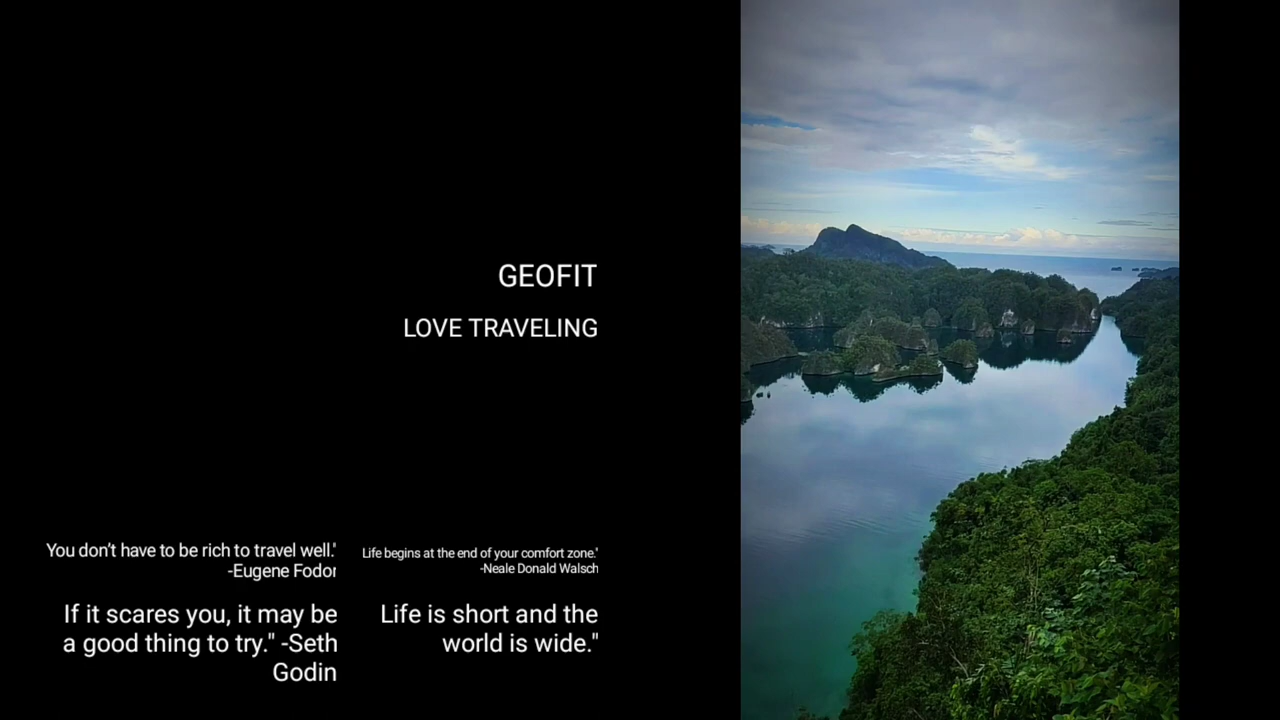 GEOFIT
LOVE TRAVELING
You don't have to be rich to travel well."
-Eugene Fodor
Life begins at the end of your comfort zone."
-Neale Donald Walsch
If it scares you, it may be
a good thing to try." -Seth
Godin
Life is short and the
world is wide."